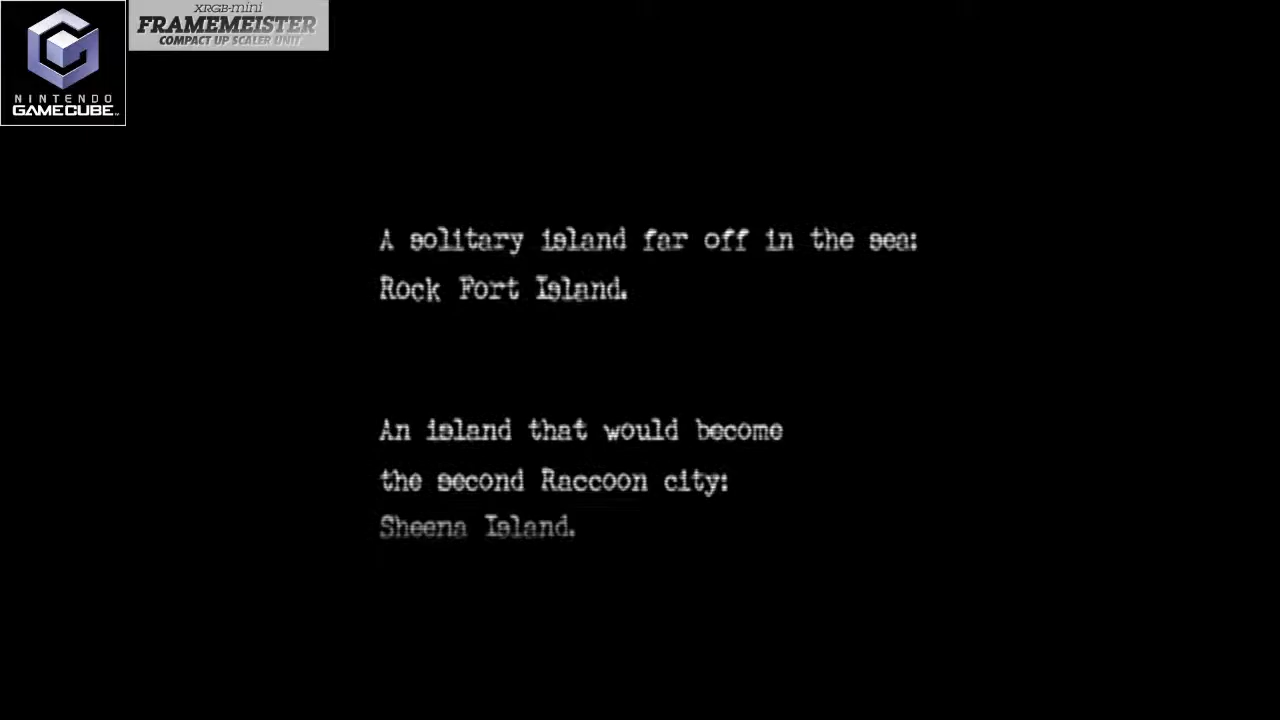 XRGB-mini
FRAMEMEISTER
COMPACT UP SCALER UNIT
NINTENDO
GAMECUBE
A solitary island far off in the sea:
Rock Fort Island.
An island that would become
the second Raccoon city:
Sheena Island.